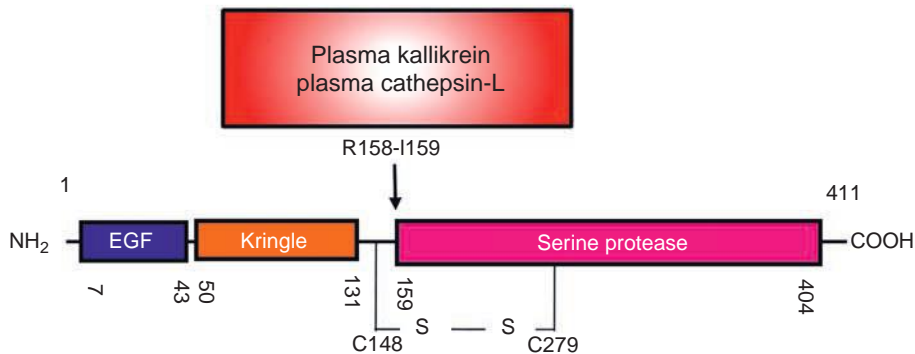 Plasma kallikrein
plasma cathepsin-L
R158-I159
1
411
NH2
EGF
Kringle
Serine protease
COOH
7
43
50
131
159
404
S
S
C148
C279